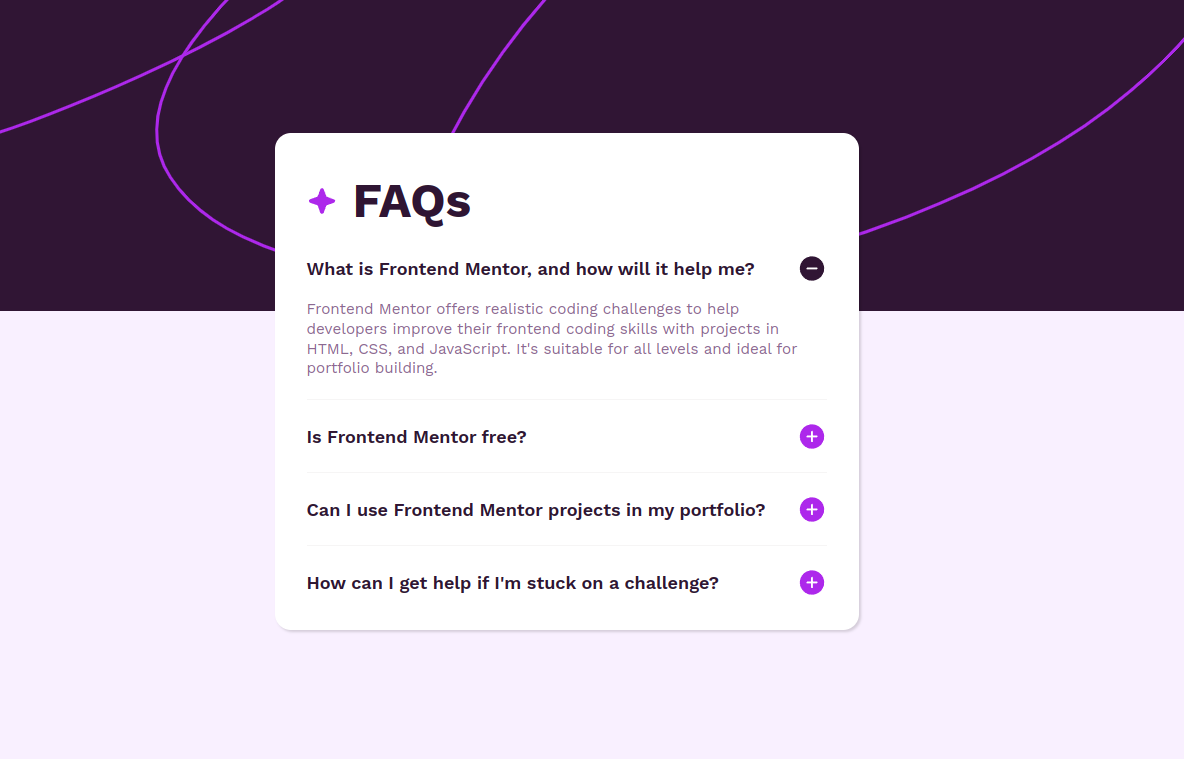 FAQs
What is Frontend Mentor, and how will it help me?
Frontend Mentor offers realistic coding challenges to help
developers improve their frontend coding skills with projects in
HTML, CSS, and JavaScript. It's suitable for all levels and ideal for
portfolio building.
Is Frontend Mentor free?
Can I use Frontend Mentor projects in my portfolio?
How can I get help if I'm stuck on a challenge?